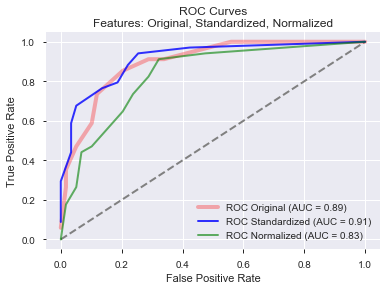 ROC Curves
Features: Original, Standardized, Normalized
True Positive Rate
1.0
0.8
0.6
0.4
0.2
0.0
ROC Original (AUC = 0.89)
ROC Standardized (AUC = 0.91)
ROC Normalized (AUC = 0.83)
0.0 0.2 0.4 0.6 0.8 1.0
False Positive Rate